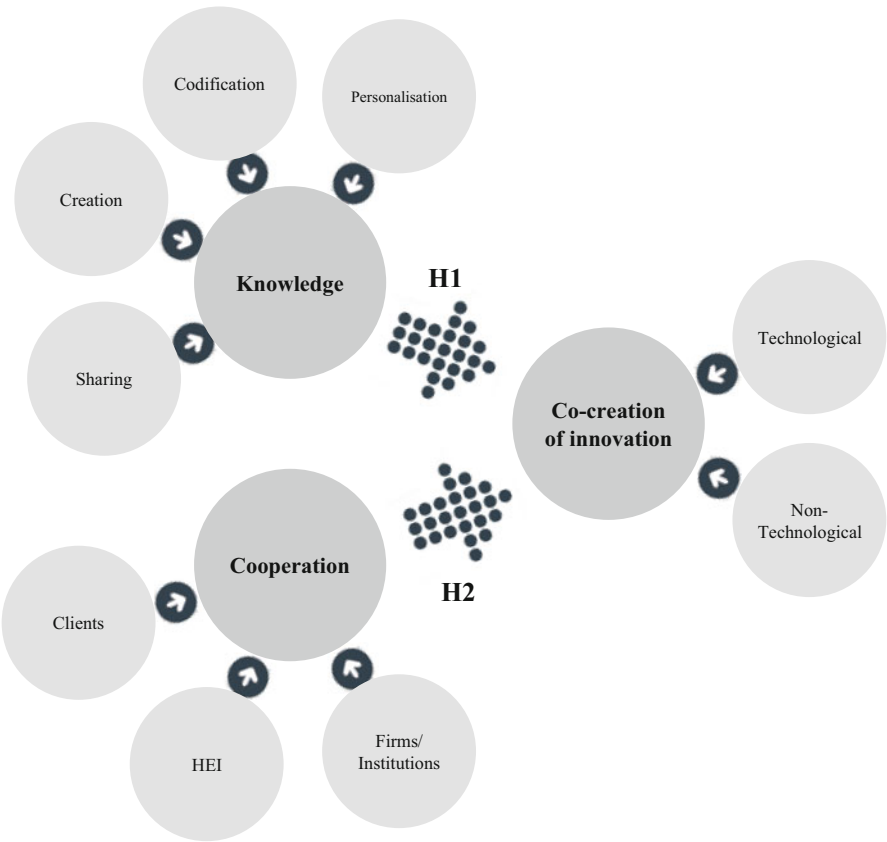 Codification
Personalisation
Creation
Knowledge
H1
Sharing
Technological
Co-creation
of innovation
Non-
Technological
Cooperation
H2
Clients
HEI
Firms/
Institutions